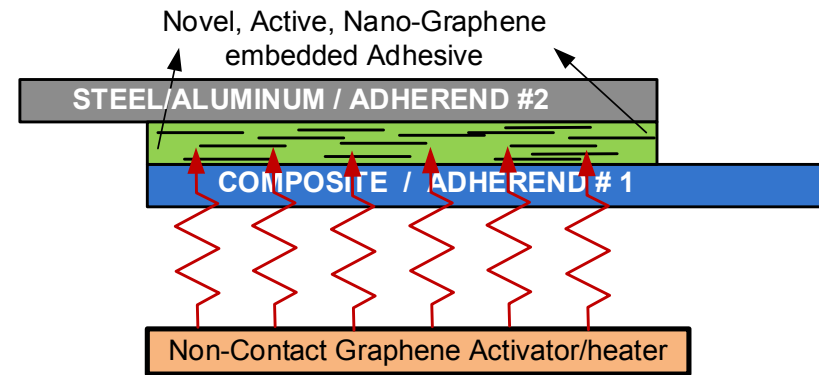 Novel, Active, Nano-Graphene
embedded Adhesive
STEEL/ALUMINUM / ADHEREND #2
COMPOSITE / ADHEREND # 1
Non-Contact Graphene Activator/heater